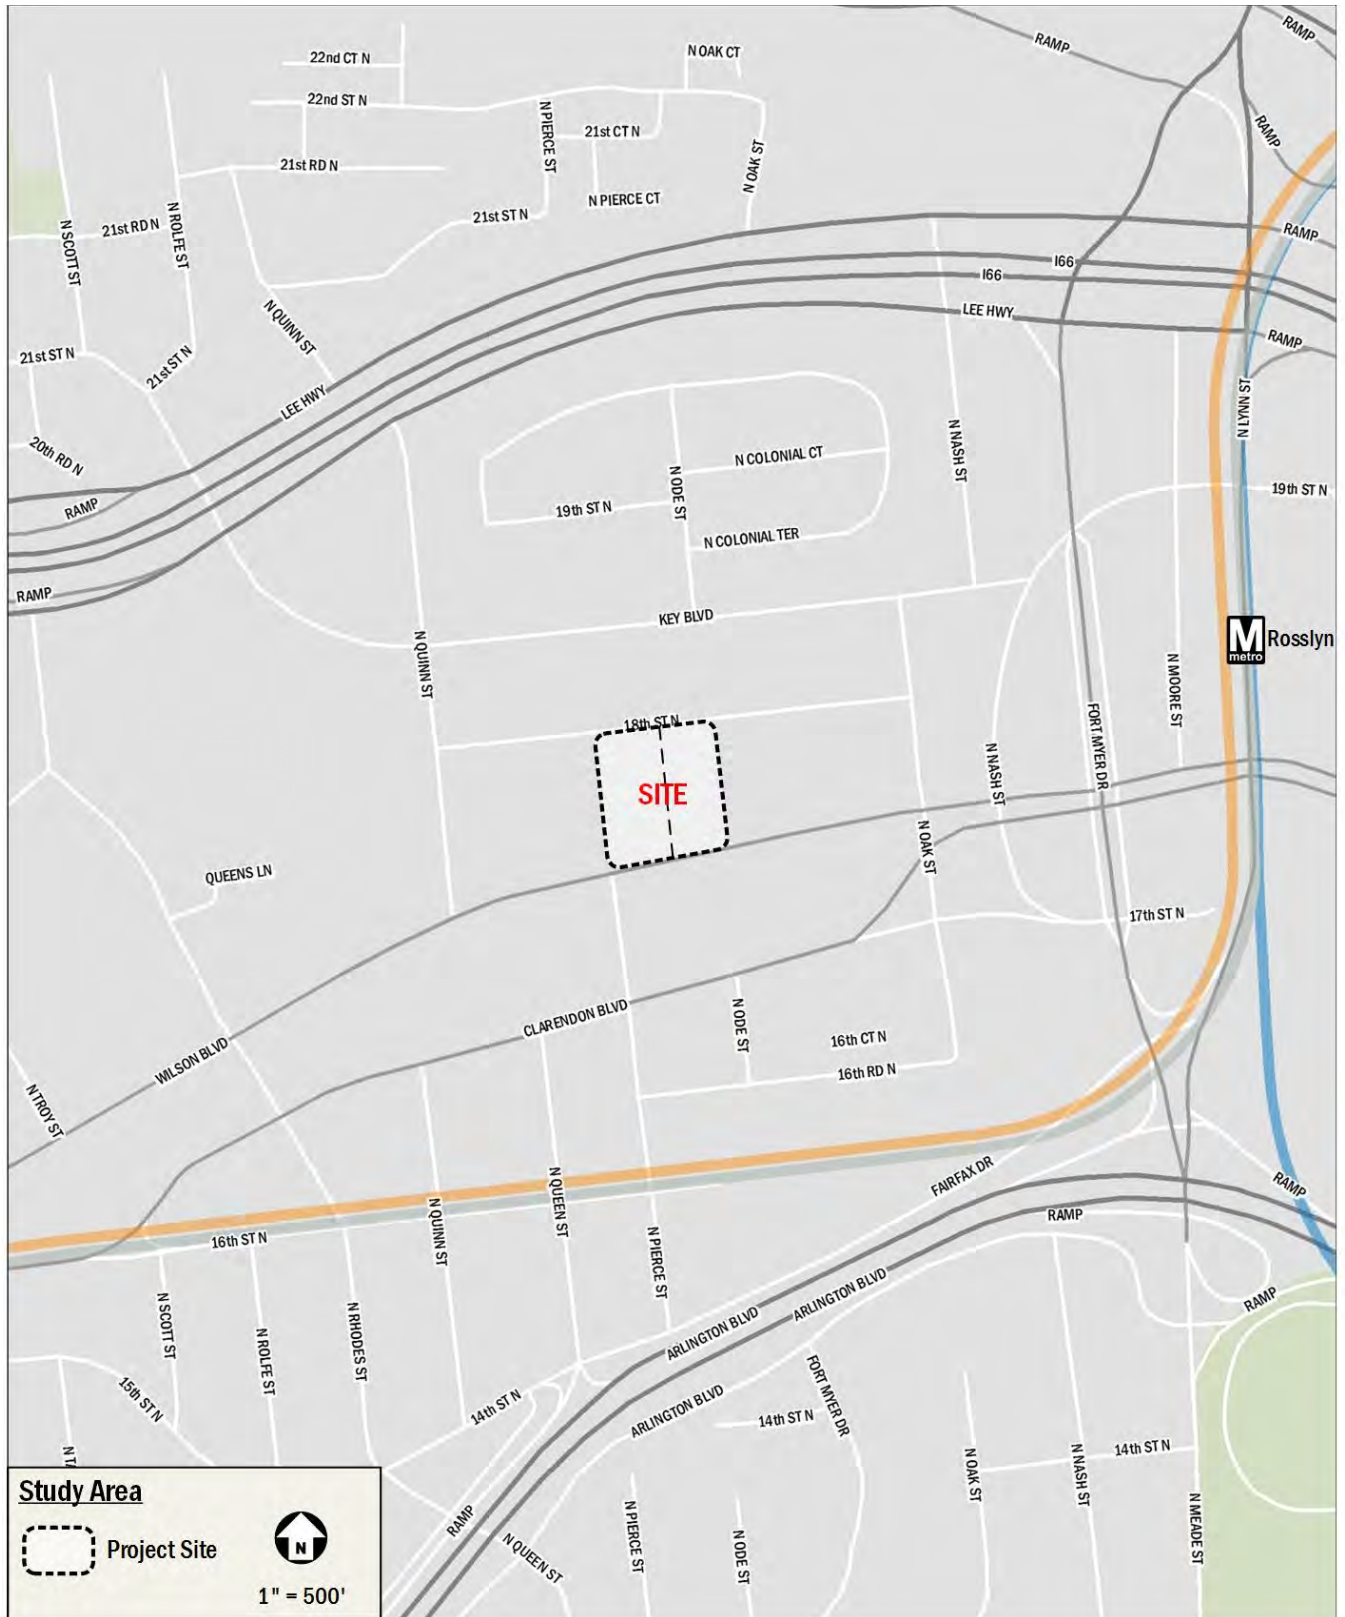 RAMP
RAMP
N OAK CT
22nd CT N
22nd ST N
N PIERCE ST
21st CT N
RAMP
N OAK ST
21st RD N
N PIERCE CT
N ROLFE ST
21st ST N
21st RD N
N SCOTT ST
RAMP
I66
I66
LEE HWY
N QUINN ST
RAMP
21st ST N
21st ST N
LEE HWY
N LYNN ST
20th RD N
N NASH ST
N COLONIAL CT
N ODE ST
19th ST N
19th ST N
RAMP
N COLONIAL TER
RAMP
KEY BLVD
N QUINN ST
M
metro
Rosslyn
N MOORE ST
18th ST N
FORT MYER DR
N NASH ST
SITE
N OAK ST
QUEENS LN
17th ST N
CLARENDON BLVD
N ODE ST
16th CT N
WILSON BLVD
16th RD N
N TROY ST
FAIRFAX DR
RAMP
N QUEEN ST
N QUINN ST
RAMP
16th ST N
N PIERCE ST
ARLINGTON BLVD
RAMP
N SCOTT ST
N ROLFE ST
N RHODES ST
ARLINGTON BLVD
FORT MYER DR
15th ST N
14th ST N
ARLINGTON BLVD
14th ST N
14th ST N
N TA
N OAK ST
N NASH ST
N MEADE ST
RAMP
N PIERCE ST
N ODE ST
N QUEEN ST
Study Area
Project Site
N
1" = 500'